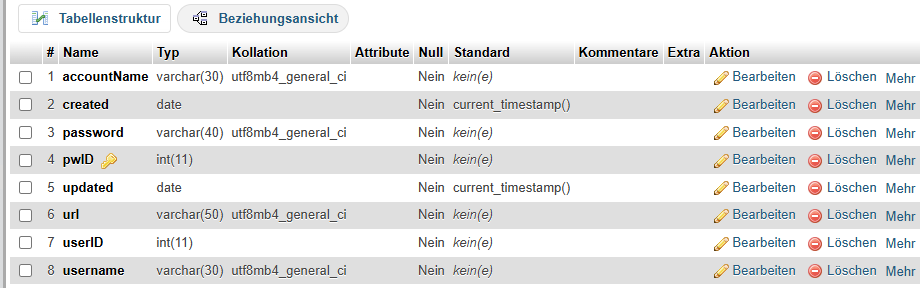 Tabellenstruktur Beziehungsansicht
# Name Typ Kollation Attribute Null Standard Kommentare Extra Aktion
1 accountName varchar(30) utf8mb4_general_ci Nein kein(e) Bearbeiten Löschen Mehr
2 created date Nein current_timestamp() Bearbeiten Löschen Mehr
3 password varchar(40) utf8mb4_general_ci Nein kein(e) Bearbeiten Löschen Mehr
4 pwID int(11) Nein kein(e) Bearbeiten Löschen Mehr
5 updated date Nein current_timestamp() Bearbeiten Löschen Mehr
6 url varchar(50) utf8mb4_general_ci Nein kein(e) Bearbeiten Löschen Mehr
7 userID int(11) Nein kein(e) Bearbeiten Löschen Mehr
8 username varchar(30) utf8mb4_general_ci Nein kein(e) Bearbeiten Löschen Mehr